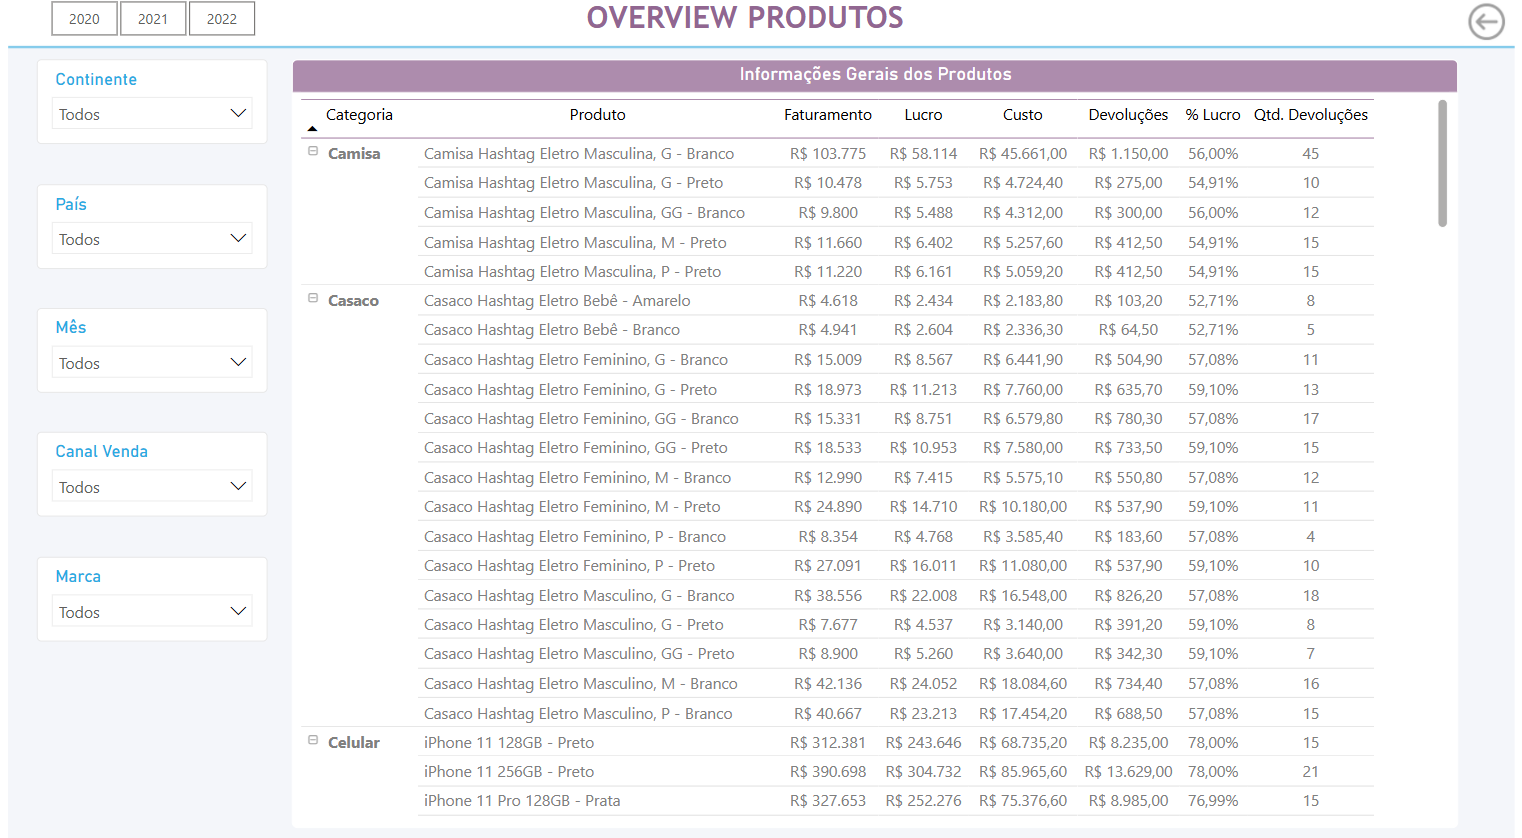 2020 2021 2022
OVERVIEW PRODUTOS
Continente
Todos
País
Todos
Mês
Todos
Canal Venda
Todos
Marca
Todos
Informações Gerais dos Produtos
Categoria Produto Faturamento Lucro Custo Devoluções % Lucro Qtd. Devoluções
Camisa Camisa Hashtag Eletro Masculina, G - Branco R$ 103.775 R$ 58.114 R$ 45.661,00 R$ 1.150,00 56,00% 45
Camisa Hashtag Eletro Masculina, G - Preto R$ 10.478 R$ 5.753 R$ 4.724,40 R$ 275,00 54,91% 10
Camisa Hashtag Eletro Masculina, GG - Branco R$ 9.800 R$ 5.488 R$ 4.312,00 R$ 300,00 56,00% 12
Camisa Hashtag Eletro Masculina, M - Preto R$ 11.660 R$ 6.402 R$ 5.257,60 R$ 412,50 54,91% 15
Camisa Hashtag Eletro Masculina, P - Preto R$ 11.220 R$ 6.161 R$ 5.059,20 R$ 412,50 54,91% 15
Casaco Casaco Hashtag Eletro Bebê - Amarelo R$ 4.618 R$ 2.434 R$ 2.183,80 R$ 103,20 52,71% 8
Casaco Hashtag Eletro Bebê - Branco R$ 4.941 R$ 2.604 R$ 2.336,30 R$ 64,50 52,71% 5
Casaco Hashtag Eletro Feminino, G - Branco R$ 15.009 R$ 8.567 R$ 6.441,90 R$ 504,90 57,08% 11
Casaco Hashtag Eletro Feminino, G - Preto R$ 18.973 R$ 11.213 R$ 7.760,00 R$ 635,70 59,10% 13
Casaco Hashtag Eletro Feminino, GG - Branco R$ 15.331 R$ 8.751 R$ 6.579,80 R$ 780,30 57,08% 17
Casaco Hashtag Eletro Feminino, GG - Preto R$ 18.533 R$ 10.953 R$ 7.580,00 R$ 733,50 59,10% 15
Casaco Hashtag Eletro Feminino, M - Branco R$ 12.990 R$ 7.415 R$ 5.575,10 R$ 550,80 57,08% 12
Casaco Hashtag Eletro Feminino, M - Preto R$ 24.890 R$ 14.710 R$ 10.180,00 R$ 537,90 59,10% 11
Casaco Hashtag Eletro Feminino, P - Branco R$ 8.354 R$ 4.768 R$ 3.585,40 R$ 183,60 57,08% 4
Casaco Hashtag Eletro Feminino, P - Preto R$ 27.091 R$ 16.011 R$ 11.080,00 R$ 537,90 59,10% 10
Casaco Hashtag Eletro Masculino, G - Branco R$ 38.556 R$ 22.008 R$ 16.548,00 R$ 826,20 57,08% 18
Casaco Hashtag Eletro Masculino, G - Preto R$ 7.677 R$ 4.537 R$ 3.140,00 R$ 391,20 59,10% 8
Casaco Hashtag Eletro Masculino, GG - Preto R$ 8.900 R$ 5.260 R$ 3.640,00 R$ 342,30 59,10% 7
Casaco Hashtag Eletro Masculino, M - Branco R$ 42.136 R$ 24.052 R$ 18.084,60 R$ 734,40 57,08% 16
Casaco Hashtag Eletro Masculino, P - Branco R$ 40.667 R$ 23.213 R$ 17.454,20 R$ 688,50 57,08% 15
Celular iPhone 11 128GB - Preto R$ 312.381 R$ 243.646 R$ 68.735,20 R$ 8.235,00 78,00% 15
iPhone 11 256GB - Preto R$ 390.698 R$ 304.732 R$ 85.965,60 R$ 13.629,00 78,00% 21
iPhone 11 Pro 128GB - Prata R$ 327.653 R$ 252.276 R$ 75.376,60 R$ 8.985,00 76,99% 15